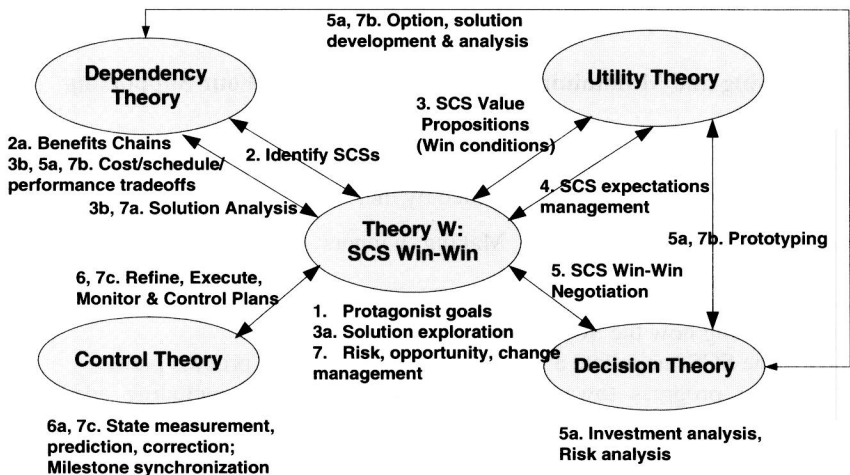 5a, 7b. Option, solution
development & analysis
Dependency
Theory
Utility Theory
3. SCS Value
Propositions
(Win conditions)
2a. Benefits Chains
3b, 5a, 7b. Cost/schedule/
performance tradeoffs
2. Identify SCSs
3b, 7a. Solution Analysis
4. SCS expectations
management
Theory W:
SCS Win-Win
5a, 7b. Prototyping
6, 7c. Refine, Execute,
Monitor & Control Plans
5. SCS Win-Win
Negotiation
1. Protagonist goals
3a. Solution exploration
7. Risk, opportunity, change
management
Control Theory
Decision Theory
6a, 7c. State measurement,
prediction, correction;
Milestone synchronization
5a. Investment analysis,
Risk analysis